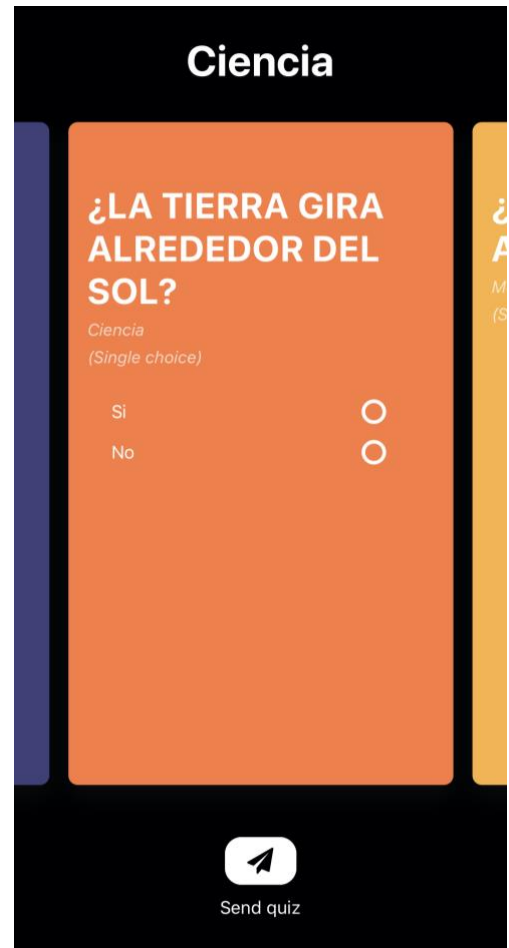 Ciencia
¿LA TIERRA GIRA
ALREDEDOR DEL
SOL?
Ciencia
(Single choice)
Si
No
Send quiz